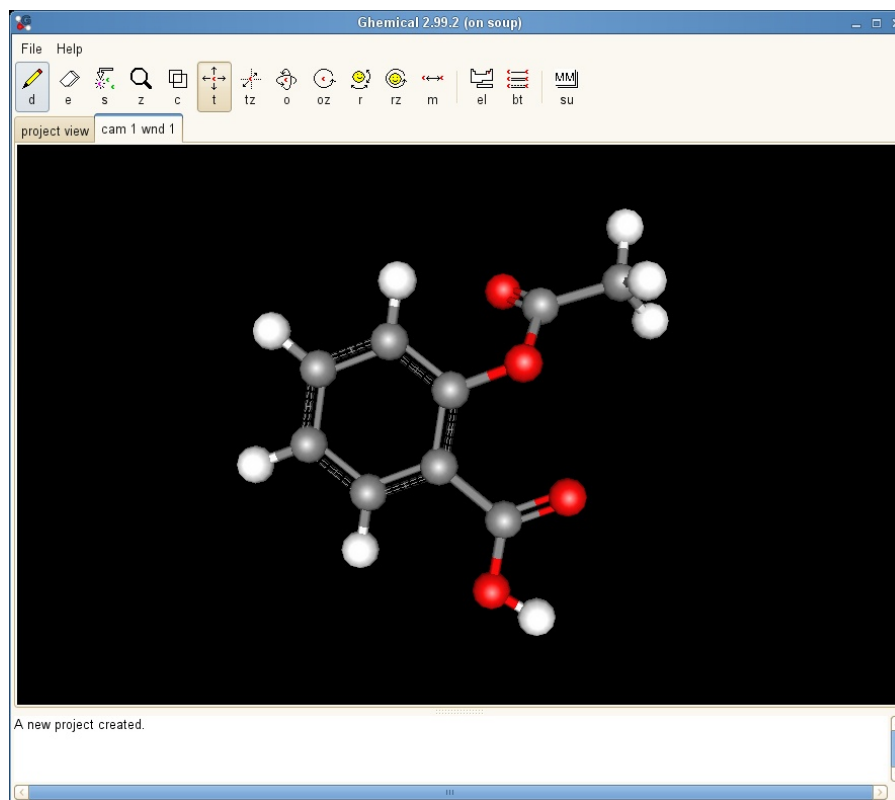 Ghemical 2.99.2 (on soup)
File Help
d e s z c t tz o oz r rz m el bt MM su
project view cam 1 wnd 1
A new project created.